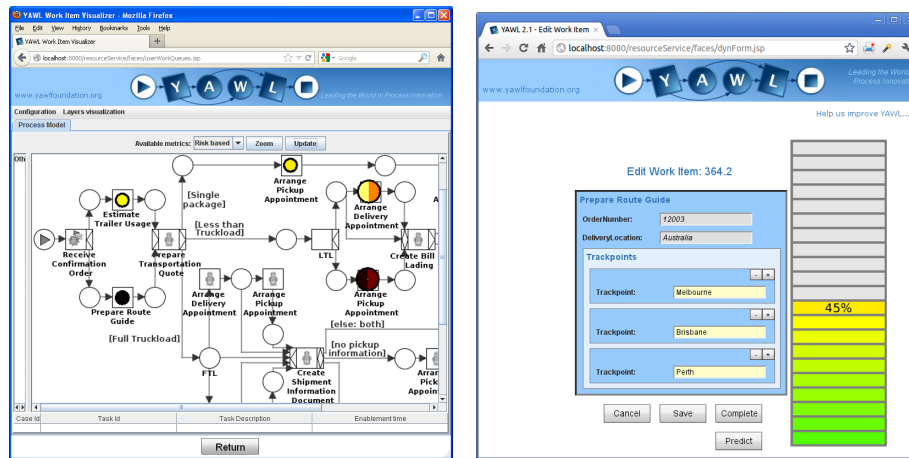 YAWL Work Item Visualizer - Mozilla Firefox
File Edit View History Bookmarks Tools Help
YAWL Work Item Visualizer
localhost:8080/resourceService/faces/userWorkQueues.jsp
Google
www.yawlfoundation.org
Y A W L
Leading the World in Process Innovation
Configuration Layers visualization
Process Model
Available metrics: Risk based Zoom Update
Oth
Estimate
Trailer Usage
[Single
package]
Arrange
Pickup
Appointment
Arrange
Delivery
Appointment
A
[Less than
Truckload]
Receive
Confirmation
Order
Prepare
Transportation
Quote
LTL
Create Bill
Lading
Prepare Route
Guide
Arrange
Delivery
Appointment
Arrange
Pickup
Appointment
Arrange
Pickup
Appointment
[Full Truckload]
[else: both]
[no pickup
information]
FTL
Create
Shipment
Information
Document
Arrar
Pick
Appoin
Case Id Task Id Task Description Enablement time
Return
YAWL 2.1 - Edit Work Item
localhost:8080/resourceService/faces/dynForm.jsp
www.yawlfoundation.org
Y A W L
Leading the World
Process Innovat
Help us improve YAWL...
Edit Work Item: 364.2
Prepare Route Guide
OrderNumber: 12003
DeliveryLocation: Australia
Trackpoints
- +
Trackpoint: Melbourne
- +
Trackpoint: Brisbane
- +
Trackpoint: Perth
45%
Cancel Save Complete
Predict